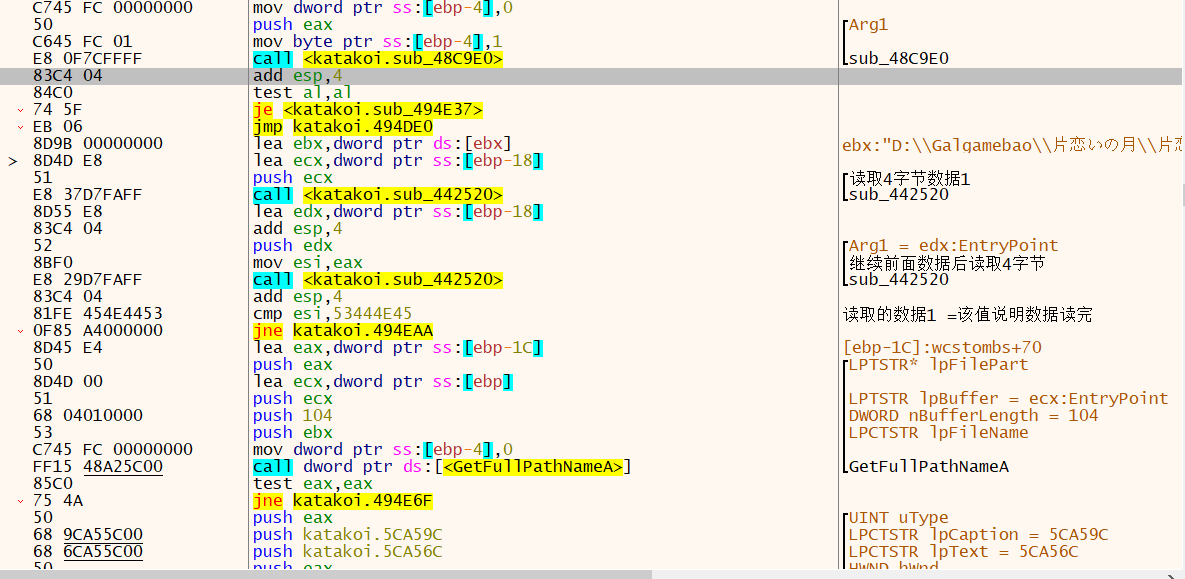 C745 FC 00000000 mov dword ptr ss:[ebp-4],0
50 push eax Arg1
C645 FC 01 mov byte ptr ss:[ebp-4],1
E8 0F7CFFFF call <katakoi.sub_48C9E0> sub_48C9E0
83C4 04 add esp,4
84C0 test al,al
74 5F je <katakoi.sub_494E37>
EB 06 jmp katakoi.494DE0
8D9B 00000000 lea ebx,dword ptr ds:[ebx] ebx:"D:\\Galgamebao\\片恋いの月\\片恋
> 8D4D E8 lea ecx,dword ptr ss:[ebp-18]
51 push ecx 读取4字节数据1
E8 37D7FAFF call <katakoi.sub_442520> sub_442520
8D55 E8 lea edx,dword ptr ss:[ebp-18]
83C4 04 add esp,4
52 push edx Arg1 = edx:EntryPoint
8BF0 mov esi,eax 继续前面数据后读取4字节
E8 29D7FAFF call <katakoi.sub_442520> sub_442520
83C4 04 add esp,4
81FE 454E4453 cmp esi,53444E45 读取的数据1 =该值说明数据读完
0F85 A4000000 jne katakoi.494EAA
8D45 E4 lea eax,dword ptr ss:[ebp-1C] [ebp-1C]:wcstombs+70
50 push eax LPTSTR* lpFilePart
8D4D 00 lea ecx,dword ptr ss:[ebp]
51 push ecx LPTSTR lpBuffer = ecx:EntryPoint
68 04010000 push 104 DWORD nBufferLength = 104
53 push ebx LPCTSTR lpFileName
C745 FC 00000000 mov dword ptr ss:[ebp-4],0
FF15 48A25C00 call dword ptr ds:[<GetFullPathNameA>] GetFullPathNameA
85C0 test eax,eax
75 4A jne katakoi.494E6F
50 push eax UINT uType
68 9CA55C00 push katakoi.5CA59C LPCTSTR lpCaption = 5CA59C
68 6CA55C00 push katakoi.5CA56C LPCTSTR lpText = 5CA56C
50 push eax HWND hWnd